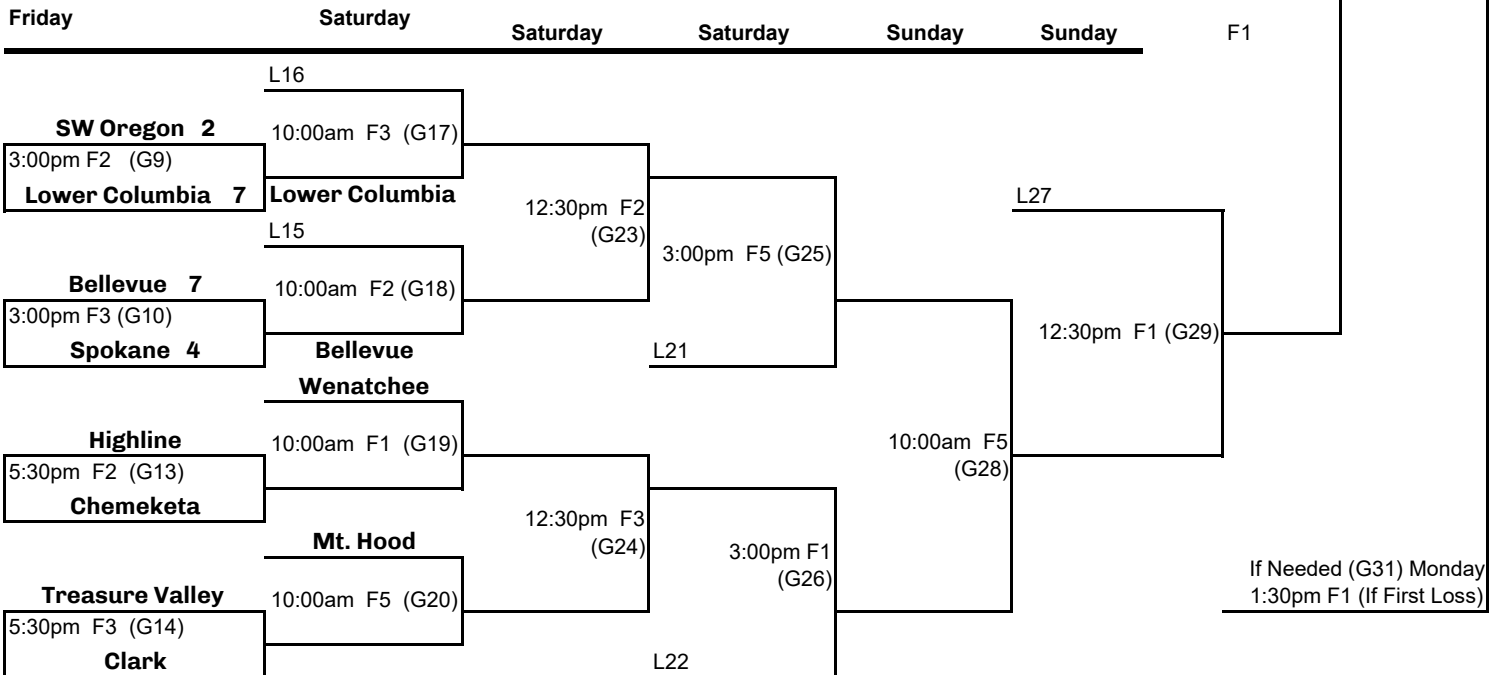 Friday
Saturday
Saturday
Saturday
Sunday
Sunday
F1
L16
SW Oregon 2
10:00am F3 (G17)
3:00pm F2 (G9)
Lower Columbia 7
Lower Columbia
12:30pm F2
(G23)
L27
L15
3:00pm F5 (G25)
Bellevue 7
10:00am F2 (G18)
3:00pm F3 (G10)
12:30pm F1 (G29)
Spokane 4
Bellevue
L21
Wenatchee
Highline
10:00am F1 (G19)
10:00am F5
(G28)
5:30pm F2 (G13)
Chemeketa
12:30pm F3
(G24)
Mt. Hood
3:00pm F1
(G26)
If Needed (G31) Monday
1:30pm F1 (If First Loss)
Treasure Valley
10:00am F5 (G20)
5:30pm F3 (G14)
Clark
L22